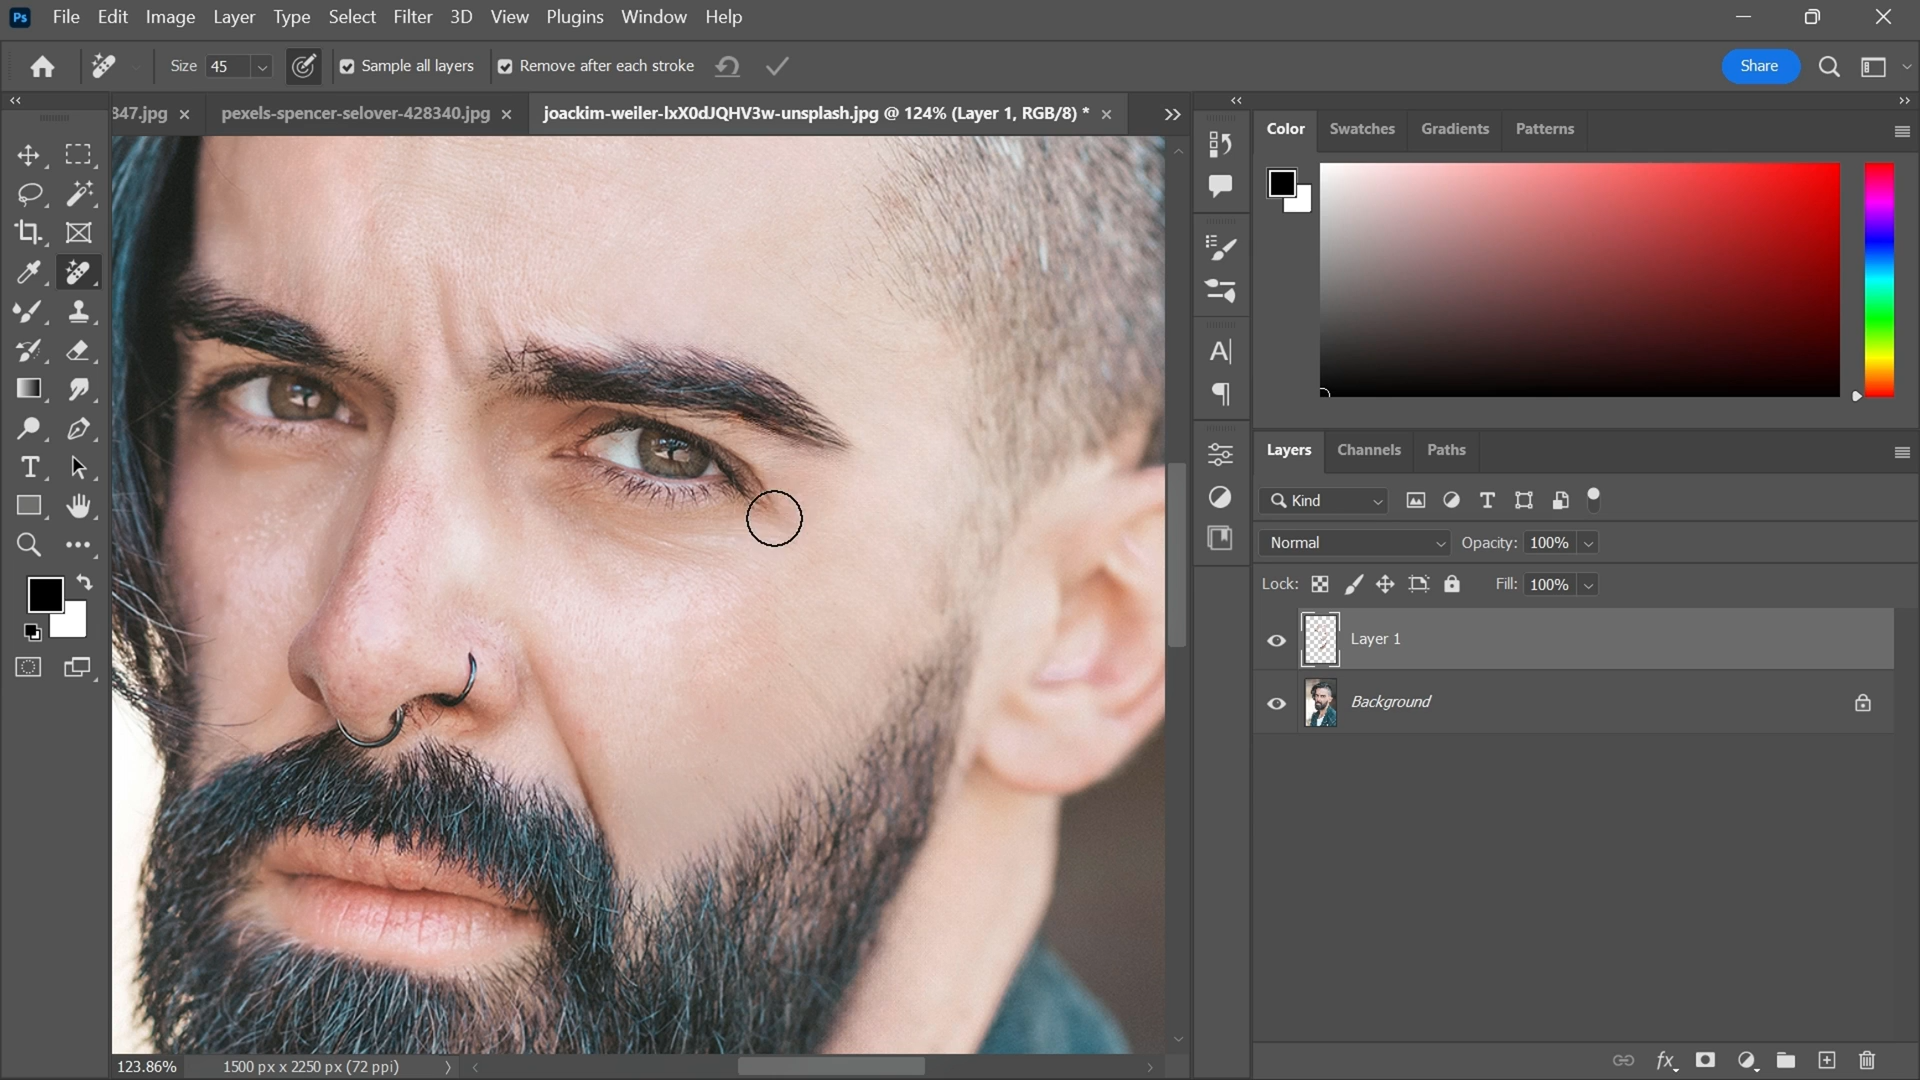 Ps File Edit Image Layer Type Select Filter 3D View Plugins Window Help
Size 45 Sample all layers Remove after each stroke Share
347.jpg × pexels-spencer-selover-428340.jpg × joackim-weiler-lxX0dJQHV3w-unsplash.jpg @ 124% (Layer 1, RGB/8) * ×
Color Swatches Gradients Patterns
Layers Channels Paths
Kind
Normal Opacity: 100%
Lock: Fill: 100%
Layer 1
Background
123.86% 1500 px x 2250 px (72 ppi)
fx